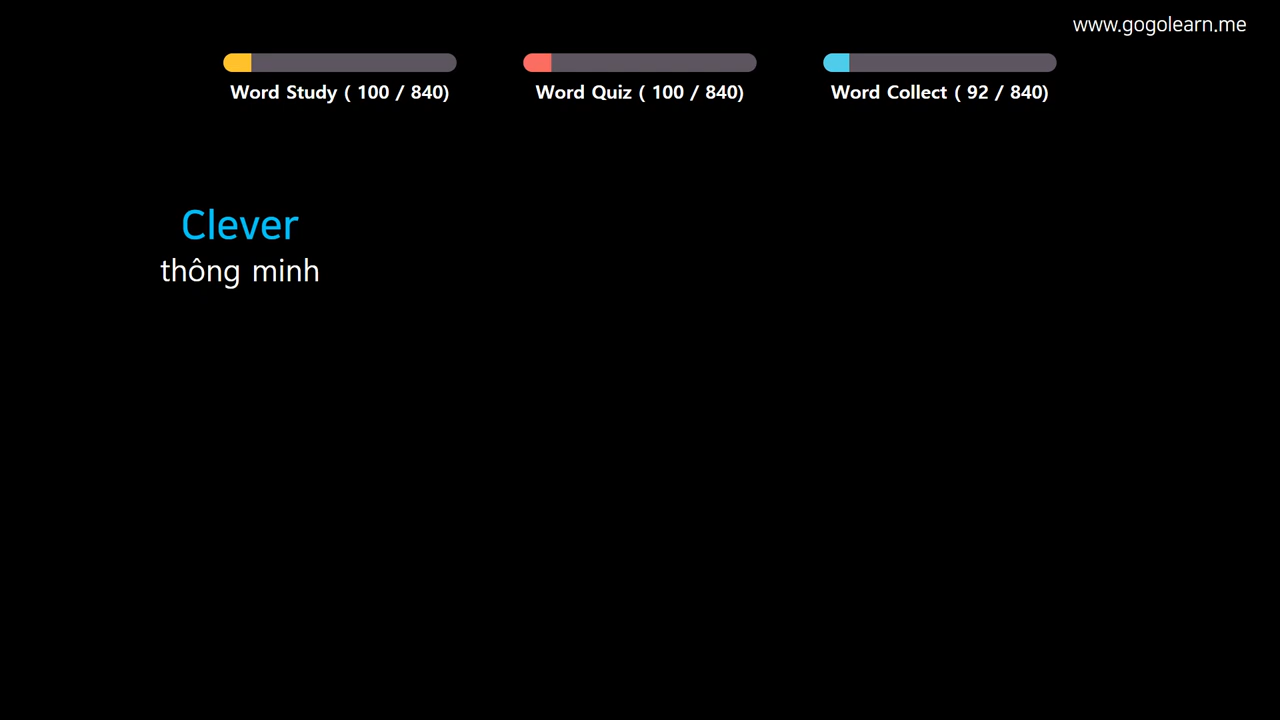 www.gogolearn.me
Word Study ( 100 / 840)
Word Quiz ( 100 / 840)
Word Collect ( 92 / 840)
Clever
thông minh